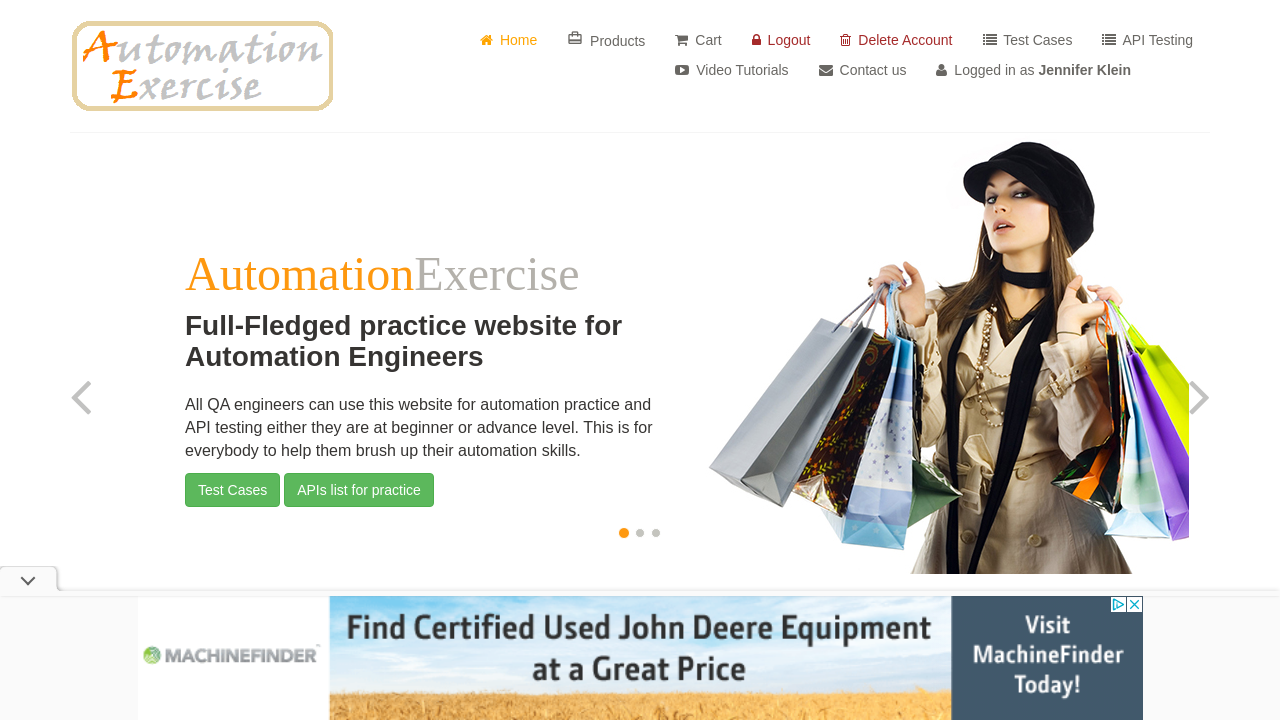 Automation
Exercise
Home
Products
Cart
Logout
Delete Account
Test Cases
API Testing
Video Tutorials
Contact us
Logged in as Jennifer Klein
AutomationExercise
Full-Fledged practice website for
Automation Engineers
All QA engineers can use this website for automation practice and
API testing either they are at beginner or advance level. This is for
everybody to help them brush up their automation skills.
Test Cases
APIs list for practice
MACHINEFINDER
Find Certified Used John Deere Equipment
at a Great Price
Visit
MachineFinder
Today!